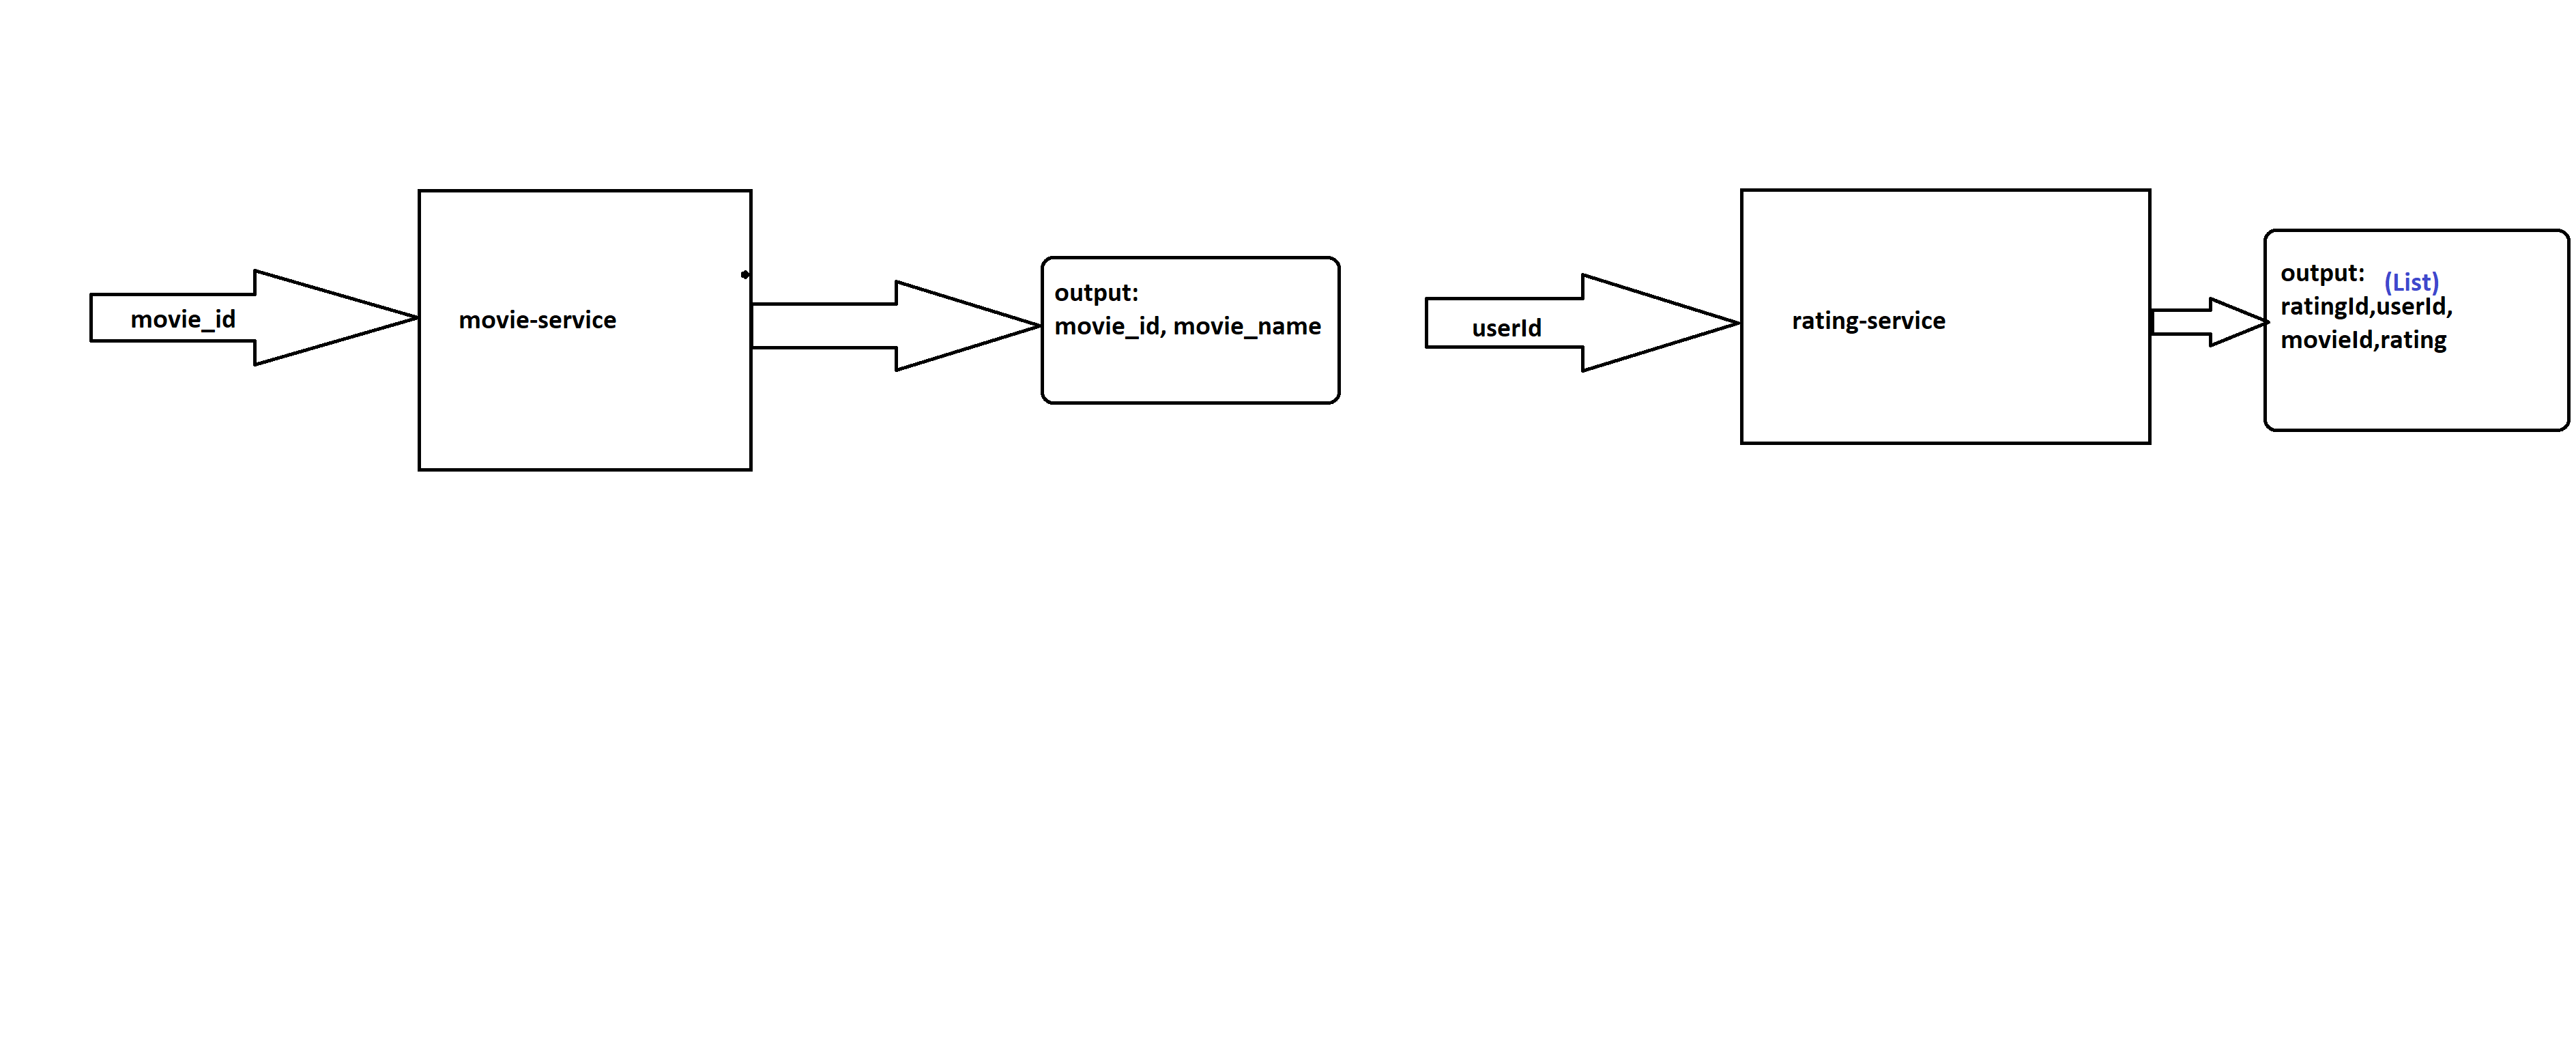 movie_id
movie-service
output:
movie_id, movie_name
userId
rating-service
output: (List)
ratingId,userId,
movieId,rating